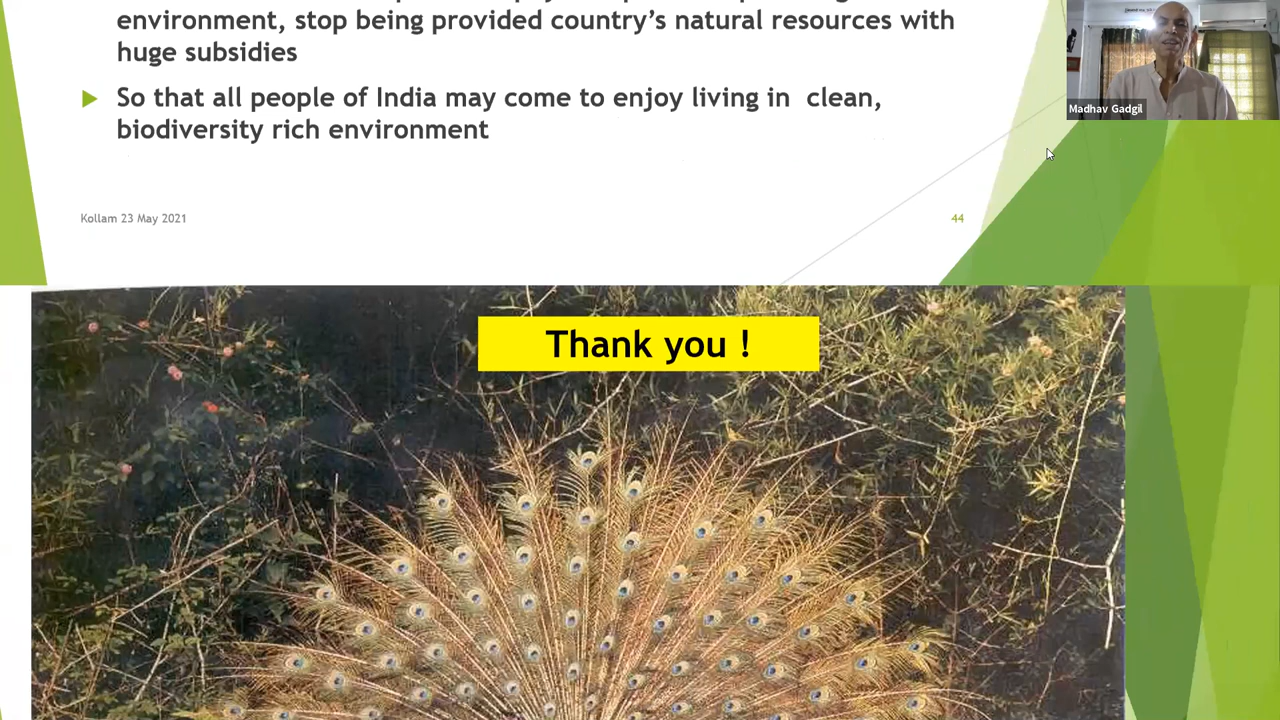 environment, stop being provided country's natural resources with
huge subsidies
So that all people of India may come to enjoy living in clean,
biodiversity rich environment
Madhav Gadgil
Kollam 23 May 2021
44
Thank you !